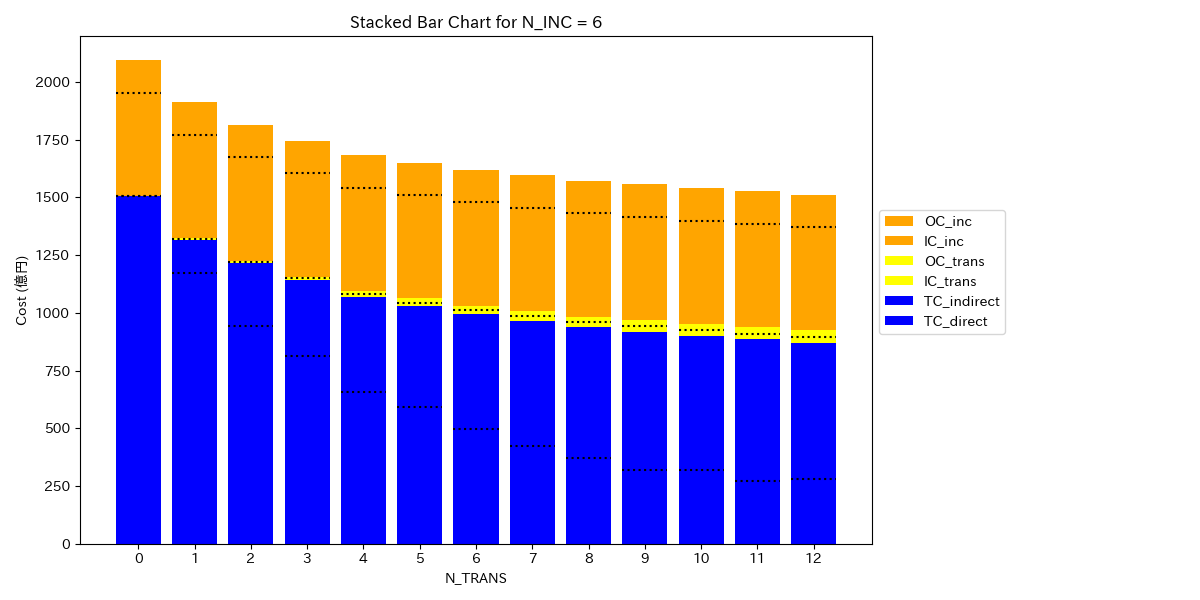 Stacked Bar Chart for N_INC = 6
Cost (億円)
2000
1750
1500
1250
1000
750
500
250
0
0 1 2 3 4 5 6 7 8 9 10 11 12
N_TRANS
OC_inc
IC_inc
OC_trans
IC_trans
TC_indirect
TC_direct